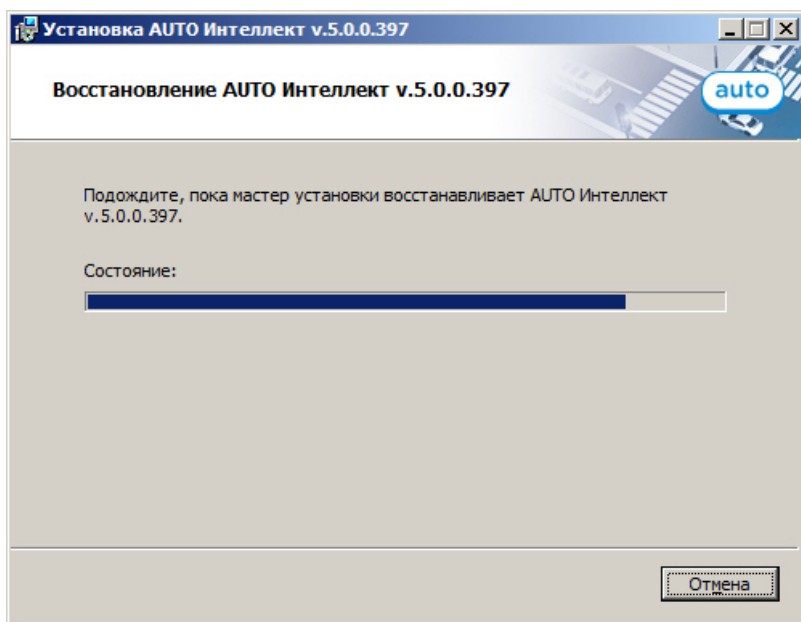 Установка AUTO Интеллект v.5.0.0.397
Восстановление AUTO Интеллект v.5.0.0.397
auto
Подождите, пока мастер установки восстанавливает AUTO Интеллект
v.5.0.0.397.
Состояние:
Отмена